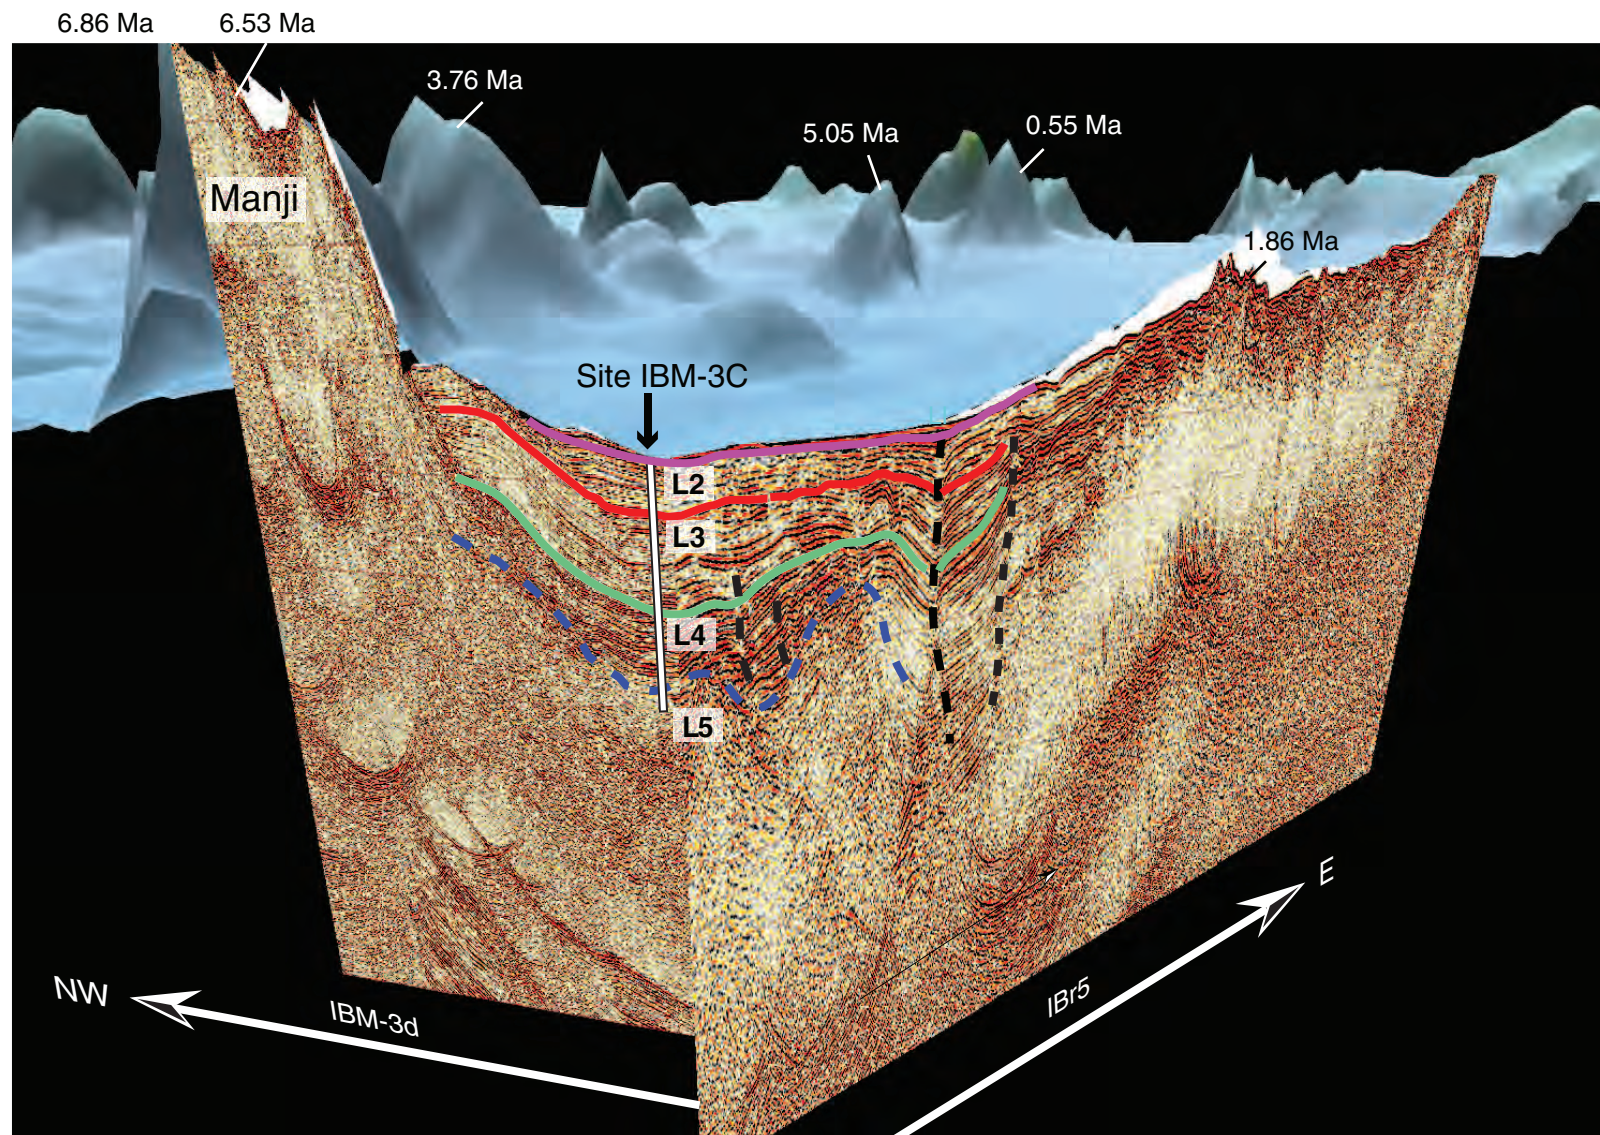 6.86 Ma
6.53 Ma
3.76 Ma
5.05 Ma
0.55 Ma
Manji
1.86 Ma
Site IBM-3C
L2
L3
L4
L5
E
NW
IBM-3d
IBr5